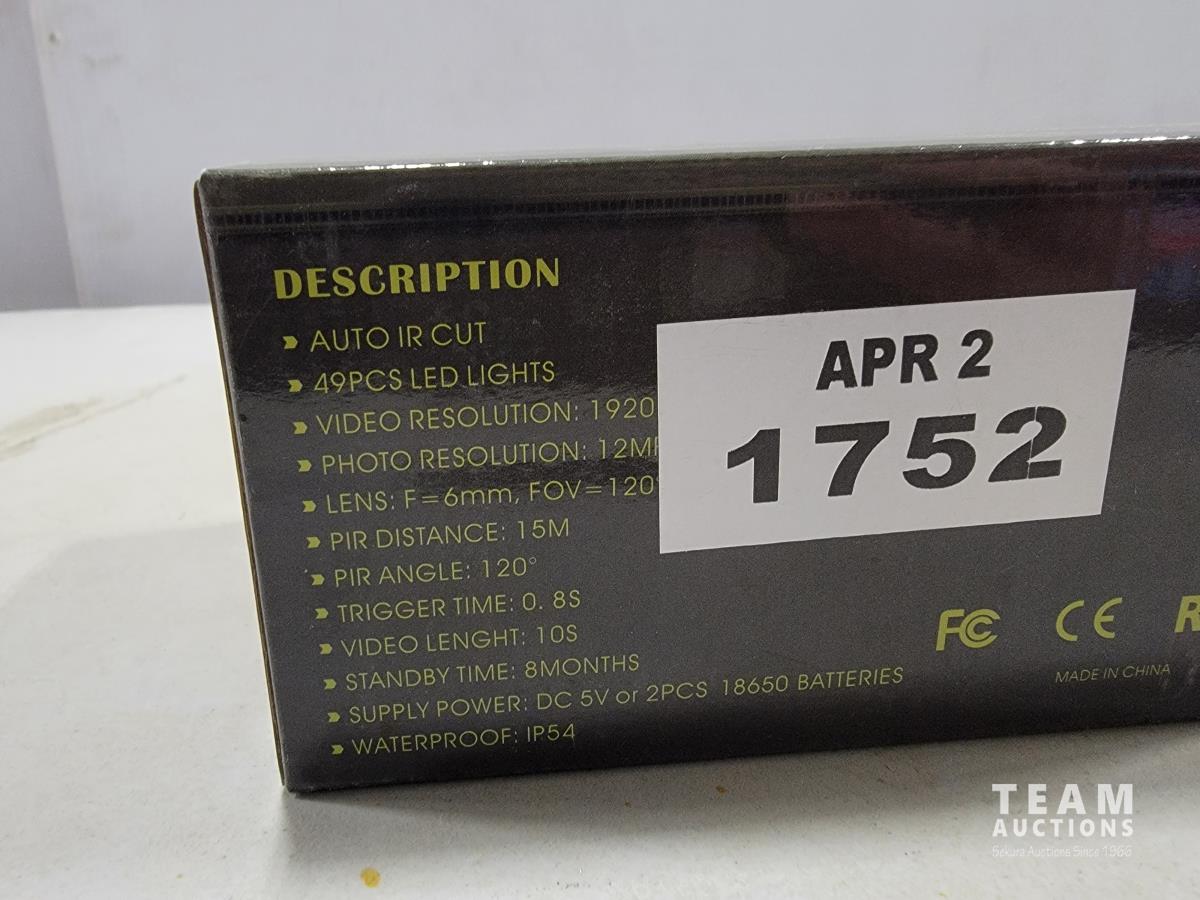 DESCRIPTION
AUTO IR CUT
49PCS LED LIGHTS
VIDEO RESOLUTION: 1920
PHOTO RESOLUTION: 12M
LENS: F=6mm, FOV=120°
PIR DISTANCE: 15M
PIR ANGLE: 120°
TRIGGER TIME: 0. 8S
VIDEO LENGHT: 10S
STANDBY TIME: 8MONTHS
SUPPLY POWER: DC 5V or 2PCS 18650 BATTERIES
WATERPROOF: IP54
APR 2
1752
FC CE R
MADE IN CHINA
TEAM
AUCTIONS
Sekura Auctions Since 1966